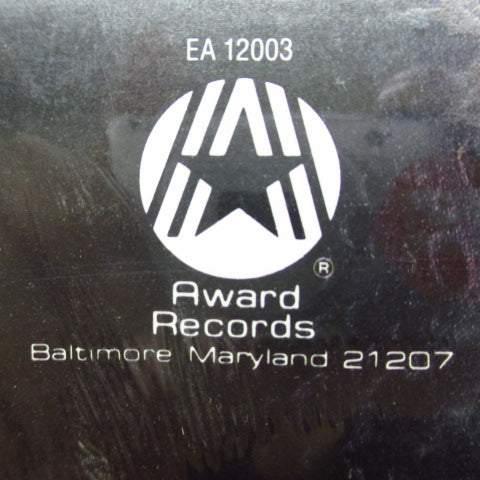 EA 12003
®
Award
Records
Baltimore Maryland 21207